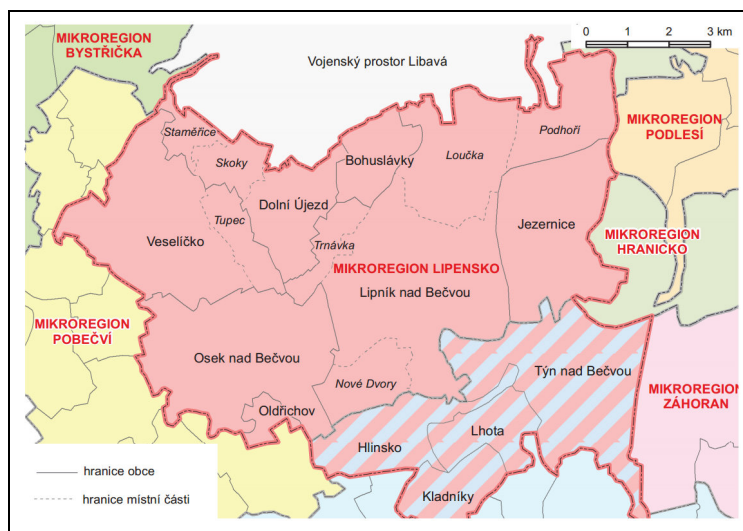 MIKROREGION
BYSTŘIČKA
Vojenský prostor Libavá
0 1 2 3 km
Staměřice
Skoky
Bohuslávky
Loučka
Podhoří
MIKROREGION
PODLESÍ
Dolní Újezd
Tupec
Veselíčko
Trnávka
Jezernice
MIKROREGION
HRANICKO
MIKROREGION LIPENSKO
Lipník nad Bečvou
MIKROREGION
POBEČVÍ
Osek nad Bečvou
Týn nad Bečvou
Nové Dvory
MIKROREGION
ZÁHORAN
Oldřichov
Lhota
Hlinsko
Kladníky
hranice obce
hranice místní části